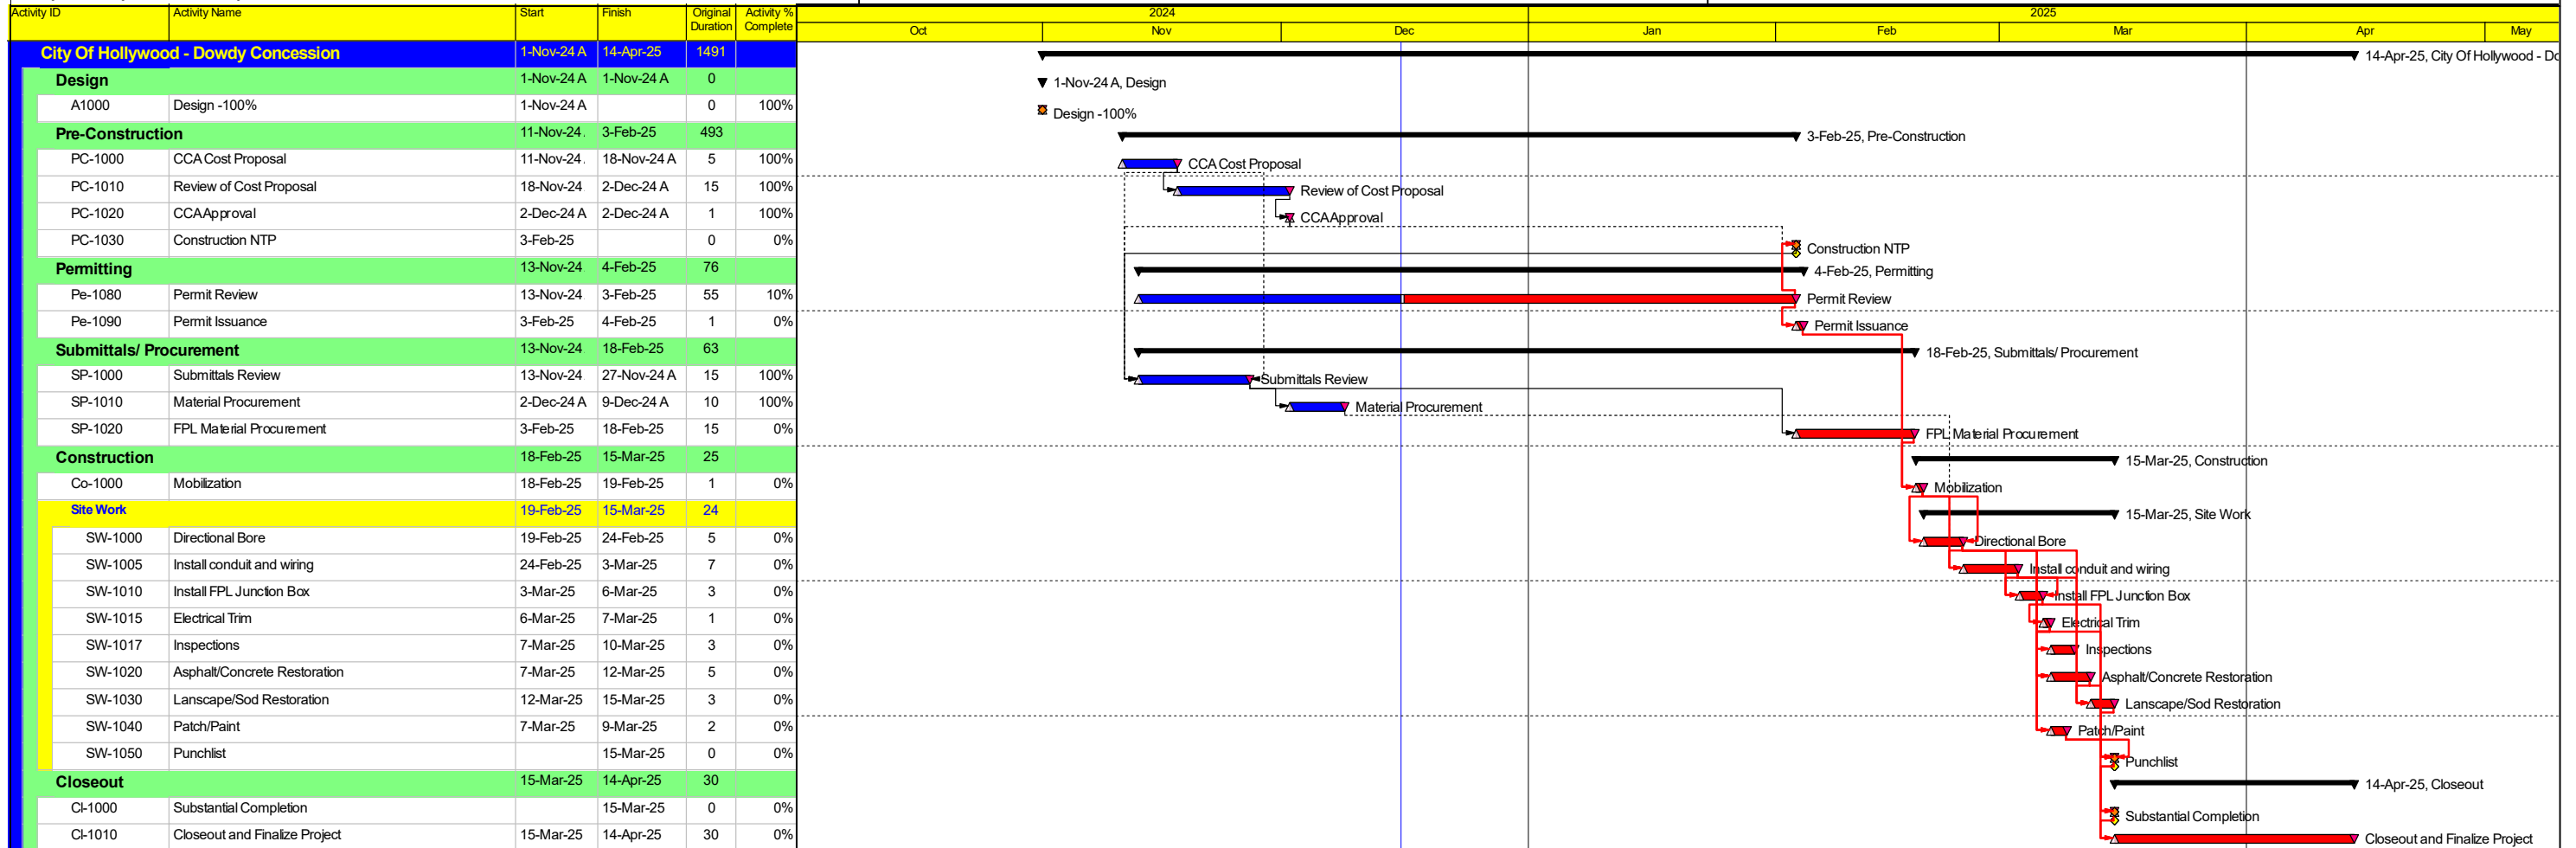 Activity ID Activity Name Start Finish Original Duration Activity % Complete 2024 2025
Oct Nov Dec Jan Feb Mar Apr May
City Of Hollywood - Dowdy Concession 1-Nov-24 A 14-Apr-25 1491 14-Apr-25, City Of Hollywood - Do
Design 1-Nov-24 A 1-Nov-24 A 0 1-Nov-24 A, Design
A1000 Design -100% 1-Nov-24 A 0 100% Design -100%
Pre-Construction 11-Nov-24 3-Feb-25 493 3-Feb-25, Pre-Construction
PC-1000 CCA Cost Proposal 11-Nov-24 18-Nov-24 A 5 100% CCA Cost Proposal
PC-1010 Review of Cost Proposal 18-Nov-24 2-Dec-24 A 15 100% Review of Cost Proposal
PC-1020 CCA Approval 2-Dec-24 A 2-Dec-24 A 1 100% CCA Approval
PC-1030 Construction NTP 3-Feb-25 0 0% Construction NTP
Permitting 13-Nov-24 4-Feb-25 76 4-Feb-25, Permitting
Pe-1080 Permit Review 13-Nov-24 3-Feb-25 55 10% Permit Review
Pe-1090 Permit Issuance 3-Feb-25 4-Feb-25 1 0% Permit Issuance
Submittals/ Procurement 13-Nov-24 18-Feb-25 63 18-Feb-25, Submittals/ Procurement
SP-1000 Submittals Review 13-Nov-24 27-Nov-24 A 15 100% Submittals Review
SP-1010 Material Procurement 2-Dec-24 A 9-Dec-24 A 10 100% Material Procurement
SP-1020 FPL Material Procurement 3-Feb-25 18-Feb-25 15 0% FPL Material Procurement
Construction 18-Feb-25 15-Mar-25 25 15-Mar-25, Construction
Co-1000 Mobilization 18-Feb-25 19-Feb-25 1 0% Mobilization
Site Work 19-Feb-25 15-Mar-25 24 15-Mar-25, Site Work
SW-1000 Directional Bore 19-Feb-25 24-Feb-25 5 0% Directional Bore
SW-1005 Install conduit and wiring 24-Feb-25 3-Mar-25 7 0% Install conduit and wiring
SW-1010 Install FPL Junction Box 3-Mar-25 6-Mar-25 3 0% Install FPL Junction Box
SW-1015 Electrical Trim 6-Mar-25 7-Mar-25 1 0% Electrical Trim
SW-1017 Inspections 7-Mar-25 10-Mar-25 3 0% Inspections
SW-1020 Asphalt/Concrete Restoration 7-Mar-25 12-Mar-25 5 0% Asphalt/Concrete Restoration
SW-1030 Lanscape/Sod Restoration 12-Mar-25 15-Mar-25 3 0% Lanscape/Sod Restoration
SW-1040 Patch/Paint 7-Mar-25 9-Mar-25 2 0% Patch/Paint
SW-1050 Punchlist 15-Mar-25 0 0% Punchlist
Closeout 15-Mar-25 14-Apr-25 30 14-Apr-25, Closeout
Cl-1000 Substantial Completion 15-Mar-25 0 0% Substantial Completion
Cl-1010 Closeout and Finalize Project 15-Mar-25 14-Apr-25 30 0% Closeout and Finalize Project